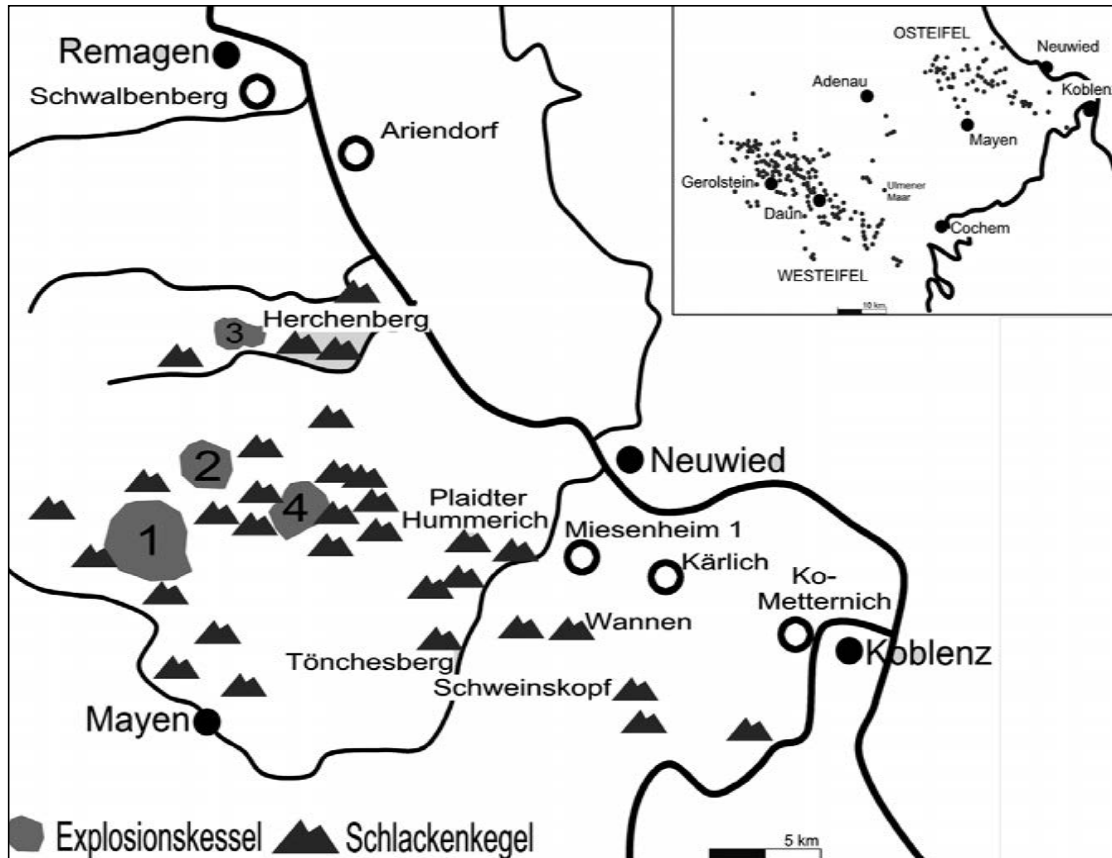 Remagen
Schwalbenberg
Ariendorf
Herchenberg
3
2
4
1
Plaidter
Hummerich
Neuwied
Miesenheim 1
Kärlich
Ko-
Metternich
Wannen
Koblenz
Tönchesberg
Schweinskopf
Mayen
Explosionskessel
Schlackenkegel
5 km
OSTEIFEL
Neuwied
Adenau
Koblenz
Mayen
Gerolstein
Ulmener
Maar
Daun
Cochem
WESTEIFEL
10 km